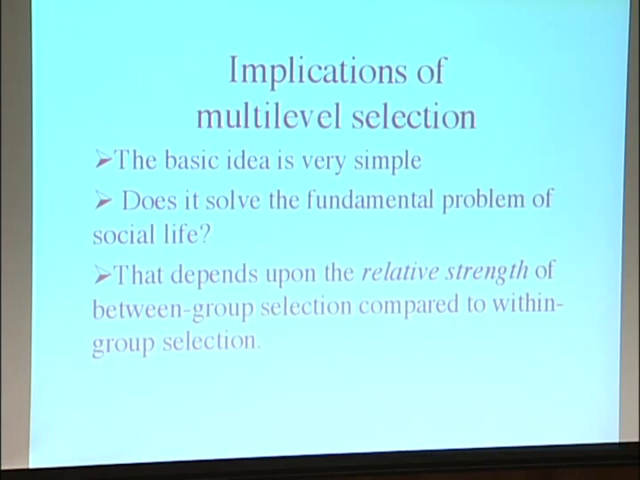 Implications of
multilevel selection
➢The basic idea is very simple
➢ Does it solve the fundamental problem of
social life?
➢That depends upon the relative strength of
between-group selection compared to within-
group selection.